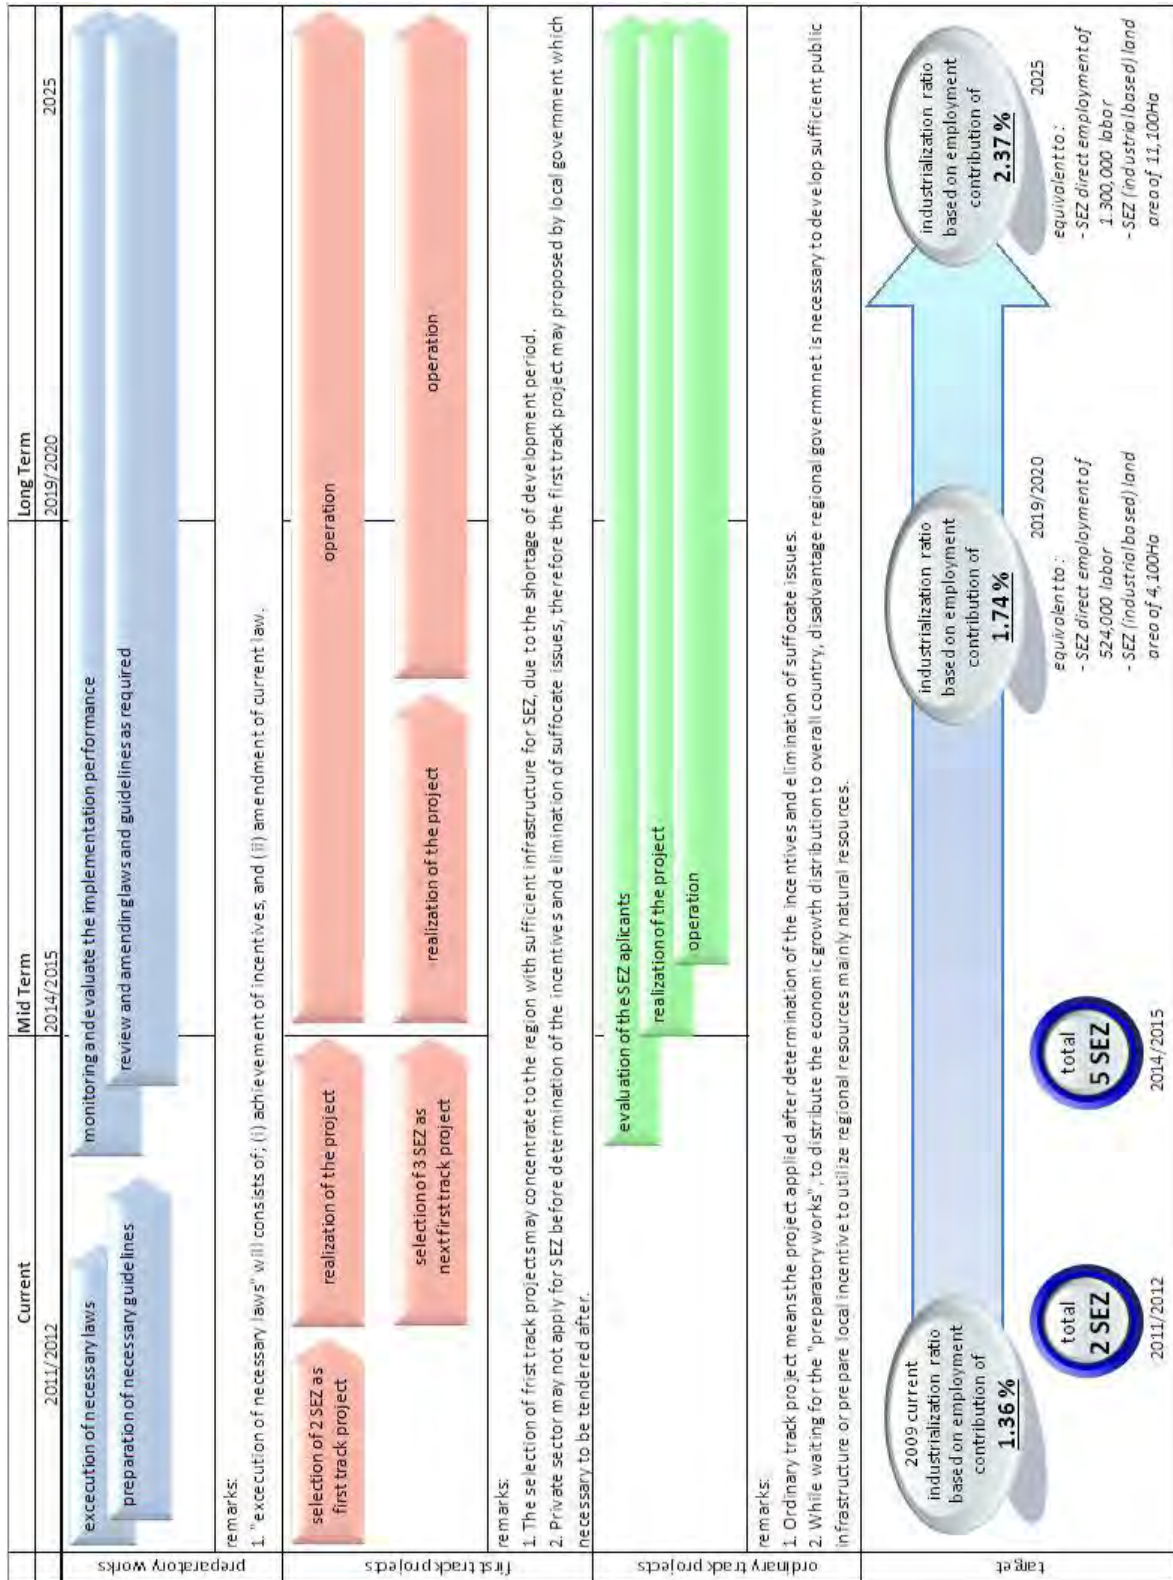 Current
Mid Term
Long Term
2011/2012
2014/2015
2019/2020
2025
preparatory works
excecution of necessary laws
preparation of necessary guidelines
monitoring and evaluate the implementation performance
review and amending laws and guidelines as required
remarks:
1. "excecution of necessary laws" will consists of; (i) achievement of incentives, and (ii) amendment of current law.
first track projects
selection of 2 SEZ as
first track project
realization of the project
operation
selection of 3 SEZ as
next first track project
realization of the project
operation
remarks:
1. The selection of frist track projects may concentrate to the region with sufficient infrastructure for SEZ, due to the shortage of development period.
2. Private sector may not apply for SEZ before determination of the incentives and elimination of suffocate issues, therefore the first track project may proposed by local government which
necessary to be tendered after.
ordinary track projects
evaluation of the SEZ aplicants
realization of the project
operation
remarks:
1. Ordinary track project means the project applied after determination of the incentives and elimination of suffocate issues.
2. While waiting for the "preparatory works", to distribute the economic growth distribution to overall country, disadvantage regional governmnet is necessary to develop sufficient public
infrastructure or prepare local incentive to utilize regional resources mainly natural resources.
target
2009 current
industrialization ratio
based on employment
contribution of
1.36 %
total
2 SEZ
2011/2012
total
5 SEZ
2014/2015
industrialization ratio
based on employment
contribution of
1.74 %
2019/2020
equivalent to :
- SEZ direct employment of
524,000 labor
- SEZ (industrial based) land
area of 4,100Ha
industrialization ratio
based on employment
contribution of
2.37 %
2025
equivalent to :
- SEZ direct employment of
1.300,000 labor
- SEZ (industrial based) land
area of 11,100Ha